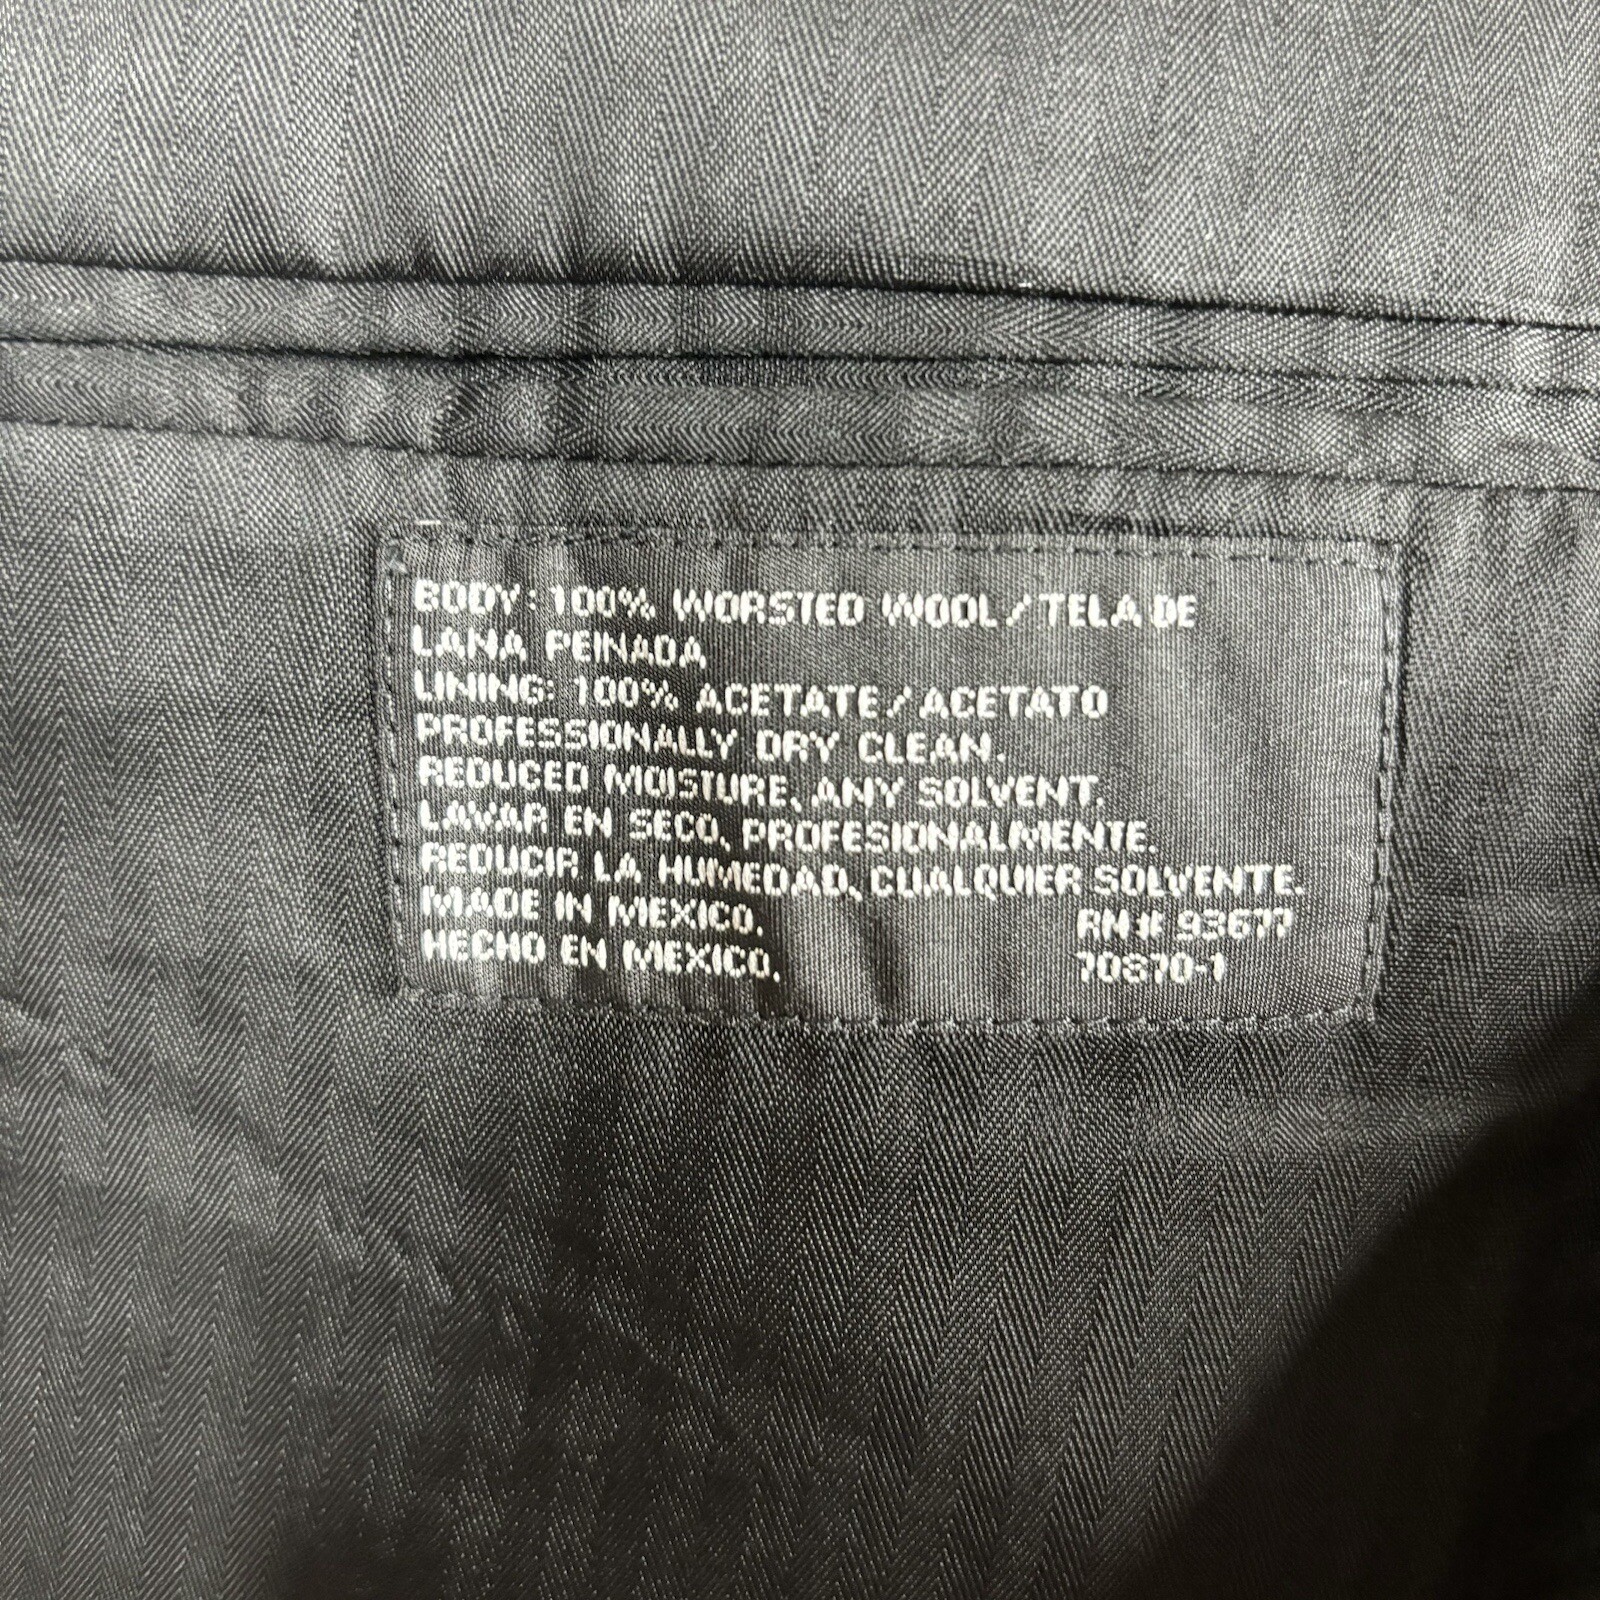 BODY: 100% WORSTED WOOL/TELA DE
LANA PEINADA
LINING: 100% ACETATE/ACETATO
PROFESSIONALLY DRY CLEAN.
REDUCED MOISTURE, ANY SOLVENT.
LAVAR EN SECO, PROFESIONALMENTE.
REDUCIR LA HUMEDAD, CUALQUIER SOLVENTE.
MADE IN MEXICO. RN# 93677
HECHO EN MEXICO. 70870-1